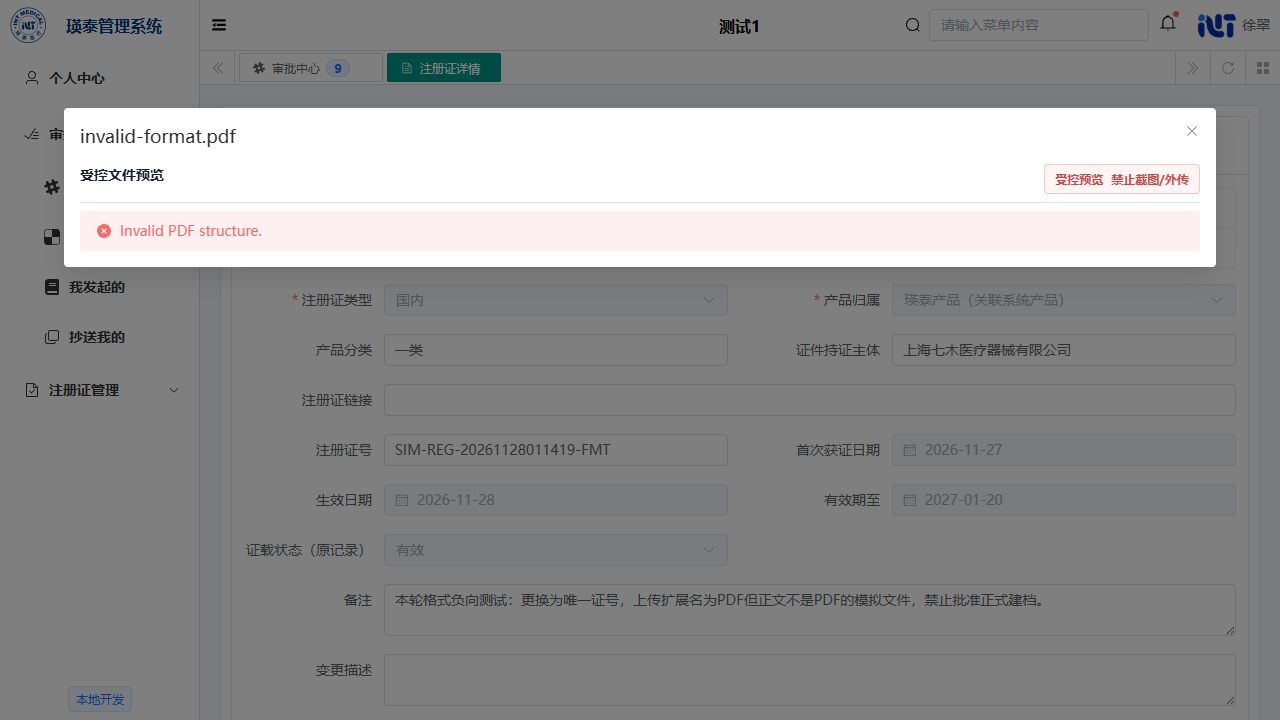 瑛泰管理系统
测试1
请输入菜单内容
徐翠
个人中心
审批中心 9
注册证详情
审
invalid-format.pdf
受控文件预览
受控预览 禁止截图/外传
Invalid PDF structure.
我发起的
抄送我的
注册证管理
* 注册证类型 国内
* 产品归属 瑛泰产品（关联系统产品）
产品分类 一类
证件持证主体 上海七木医疗器械有限公司
注册证链接
注册证号 SIM-REG-20261128011419-FMT
首次获证日期 2026-11-27
生效日期 2026-11-28
有效期至 2027-01-20
证载状态（原记录） 有效
备注 本轮格式负向测试：更换为唯一证号，上传扩展名为PDF但正文不是PDF的模拟文件，禁止批准正式建档。
变更描述
本地开发